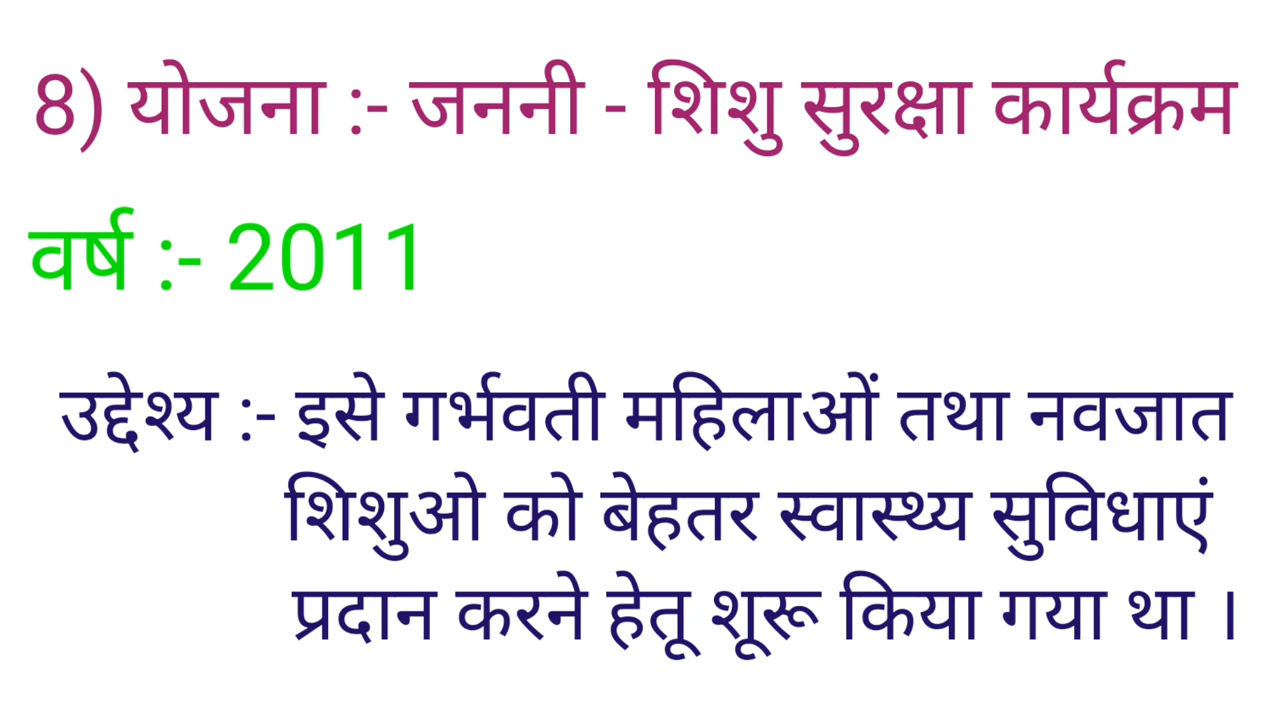 8) योजना :- जननी - शिशु सुरक्षा कार्यक्रम
वर्ष :- 2011
उद्देश्य :- इसे गर्भवती महिलाओं तथा नवजात
शिशुओ को बेहतर स्वास्थ्य सुविधाएं
प्रदान करने हेतू शूरू किया गया था ।